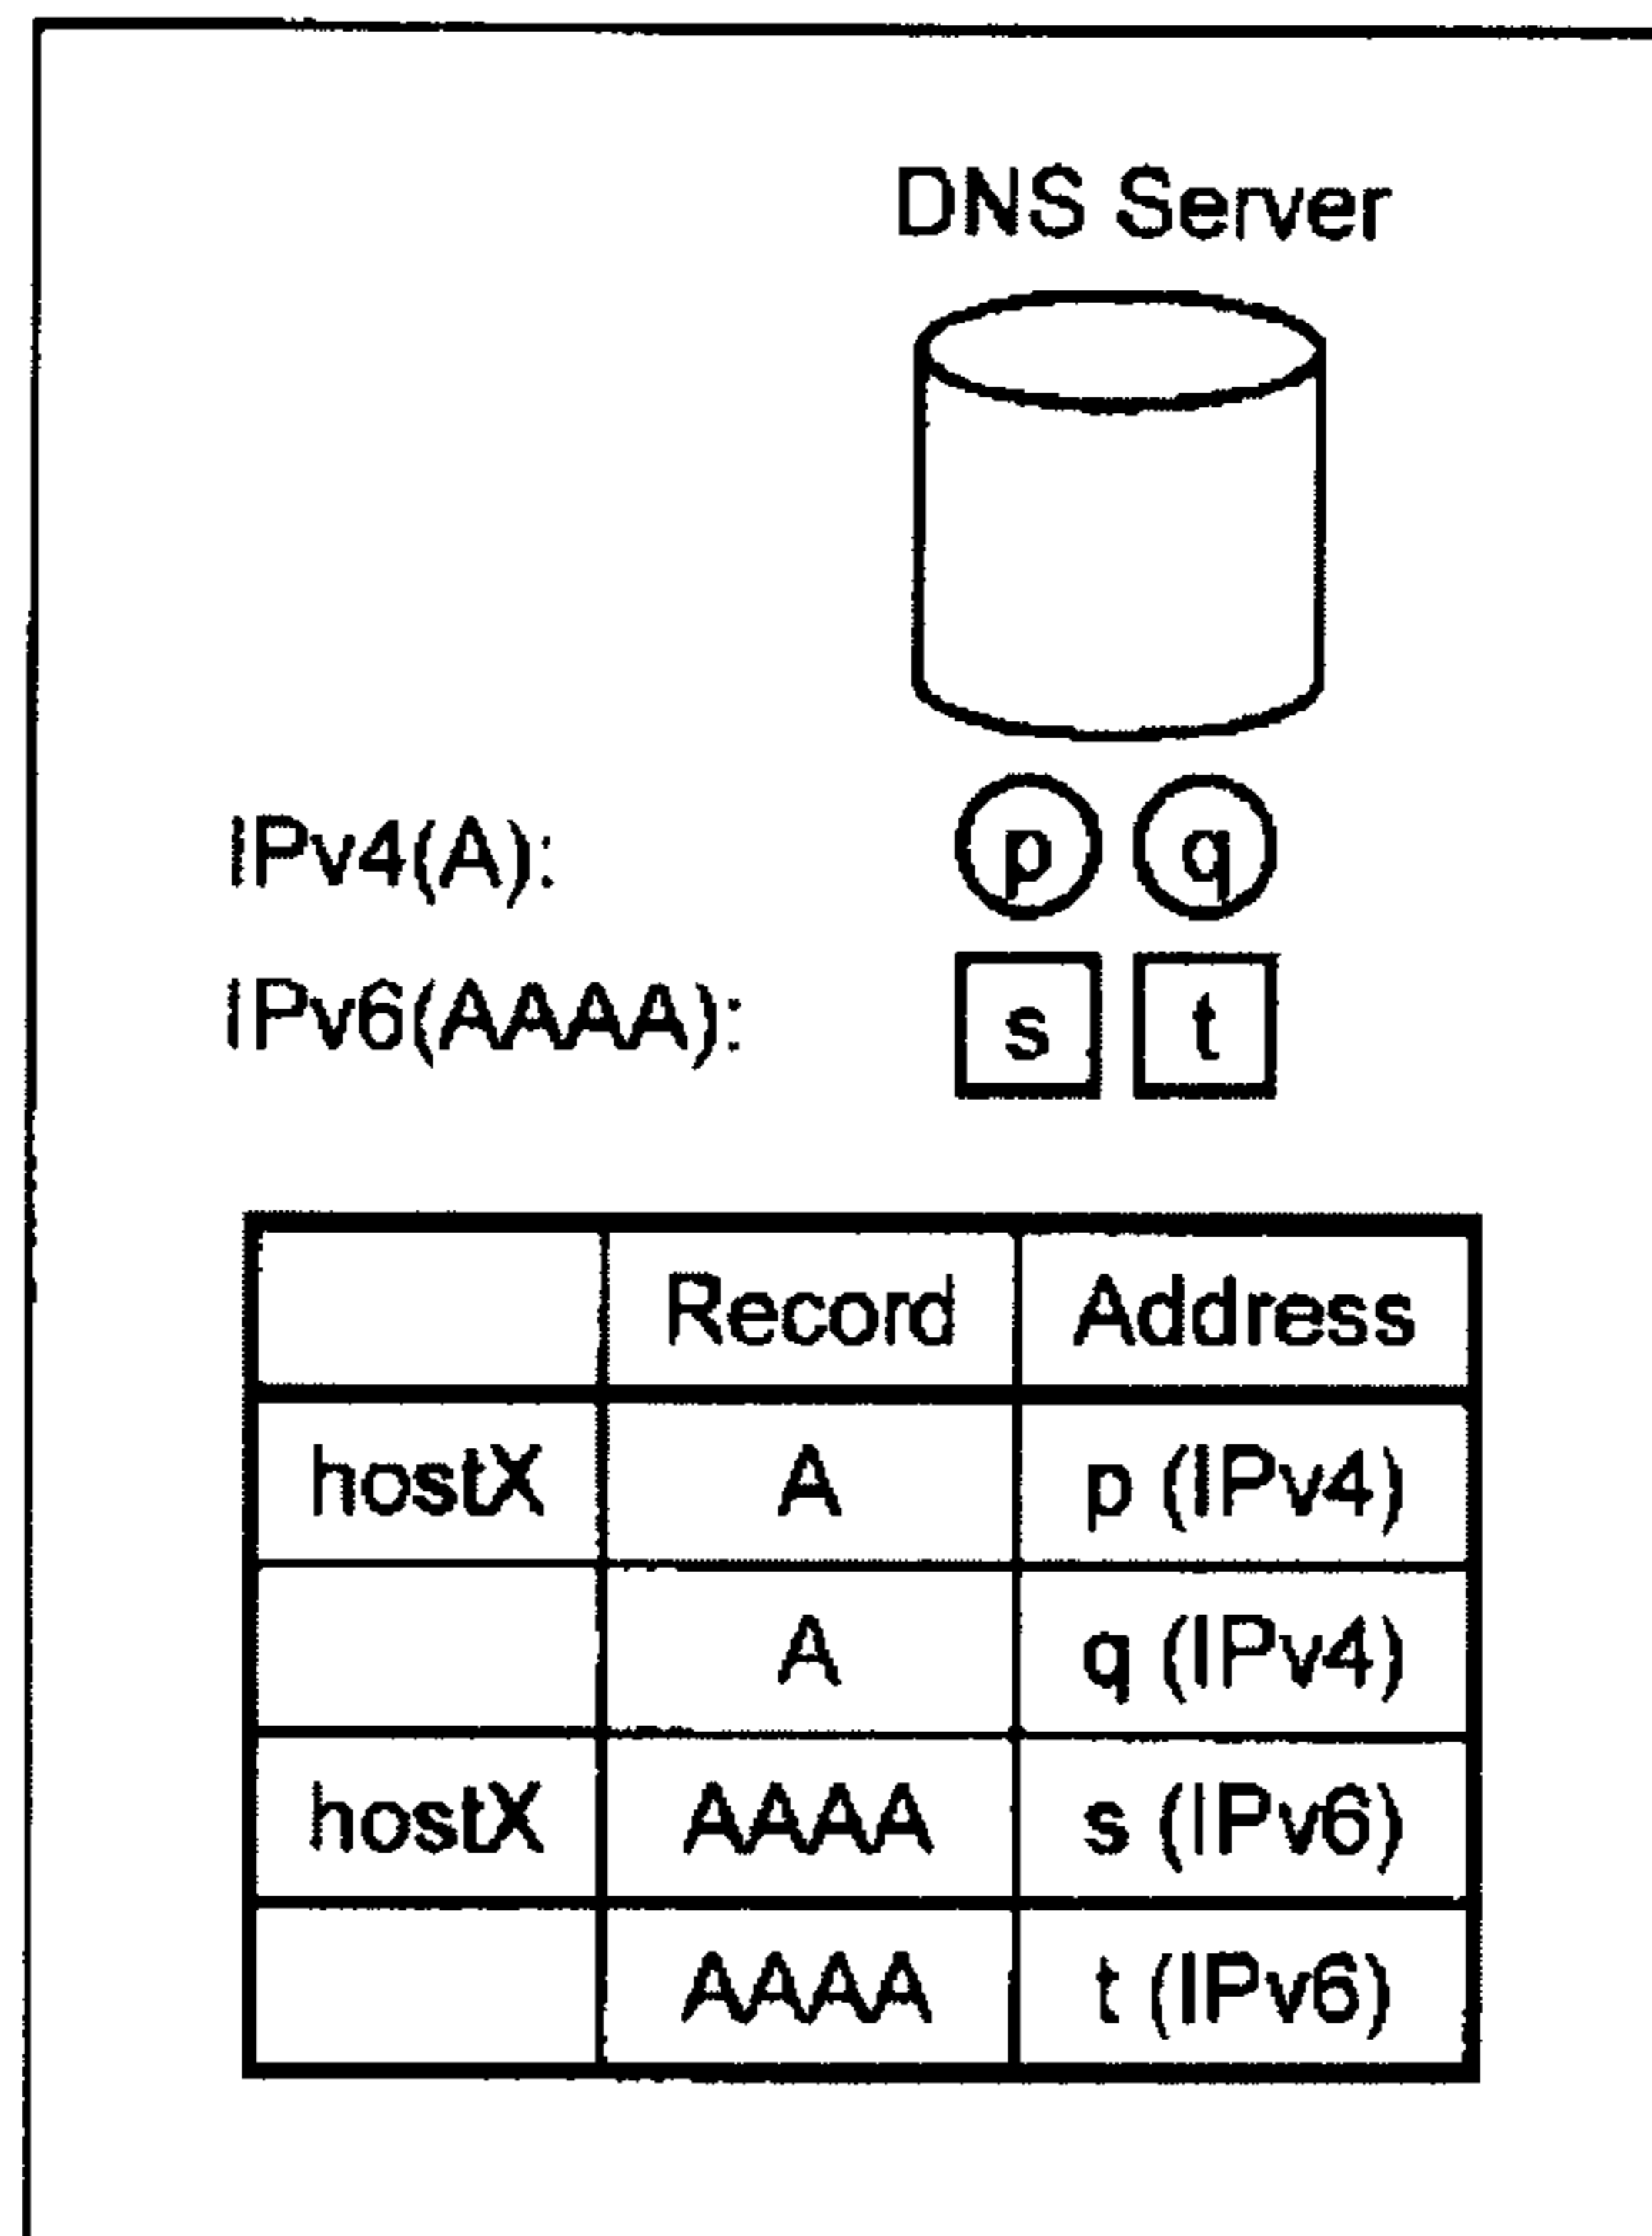 DNS Server
IPv4(A): p q
IPv6(AAAA): s t
Record Address
hostX A p (IPv4)
A q (IPv4)
hostX AAAA s (IPv6)
AAAA t (IPv6)